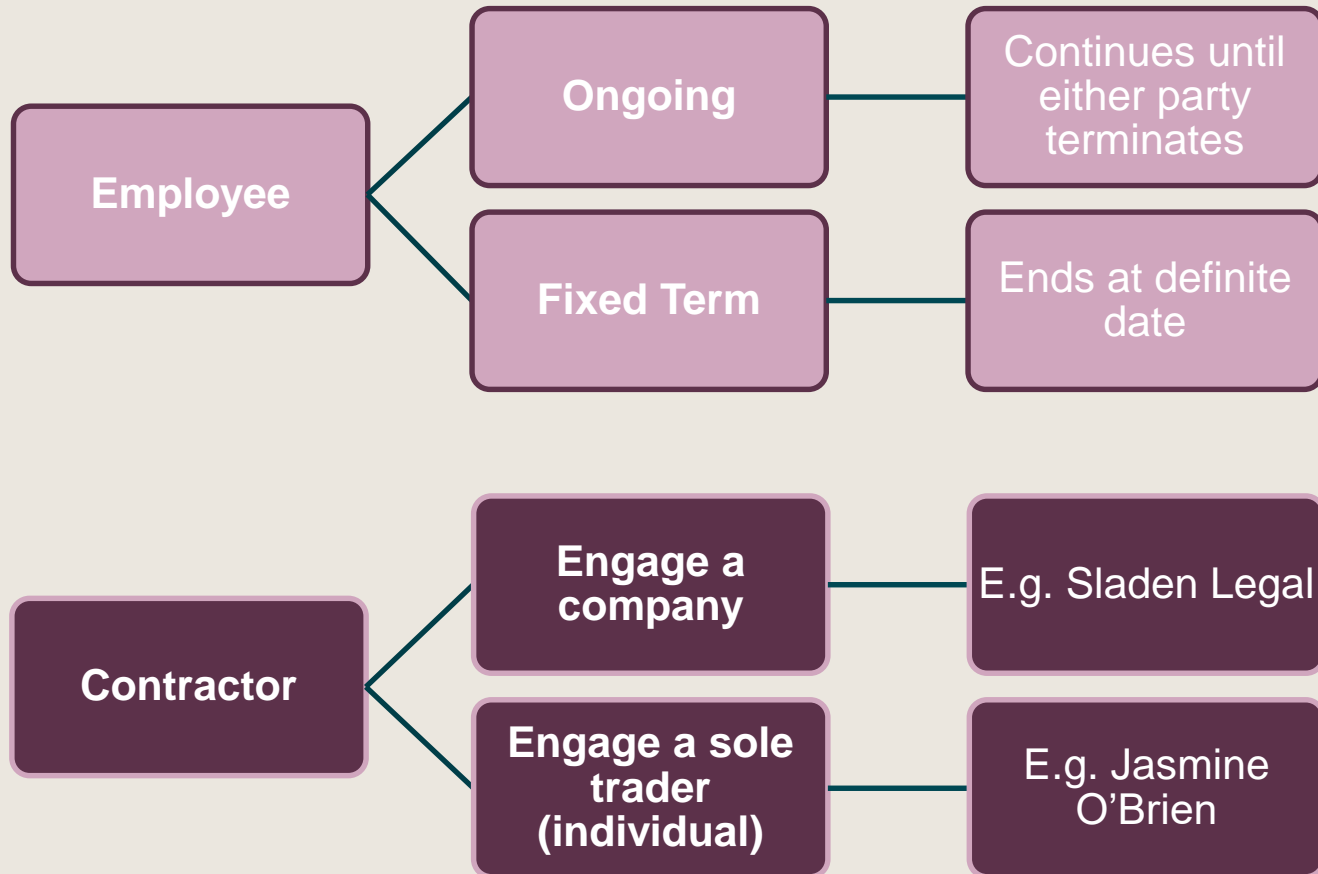 Employee
Ongoing
Continues until
either party
terminates
Fixed Term
Ends at definite
date
Contractor
Engage a
company
E.g. Sladen Legal
Engage a sole
trader
(individual)
E.g. Jasmine
O’Brien